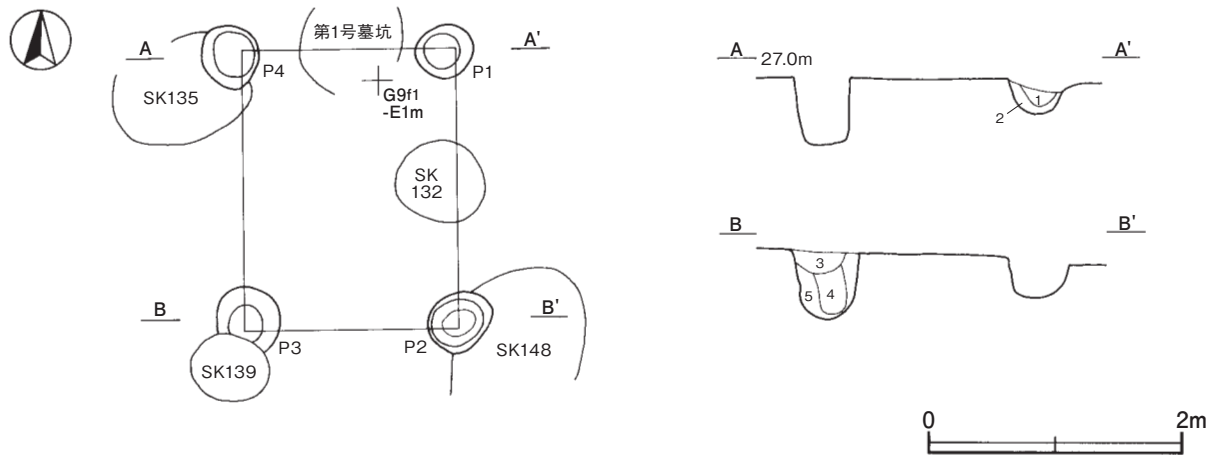 第1号墓坑
A
A'
P4
P1
G9f1
-E1m
SK135
SK
132
B
B'
P3
P2
SK139
SK148
A
27.0m
A'
1
2
B
B'
3
4
5
0
2m